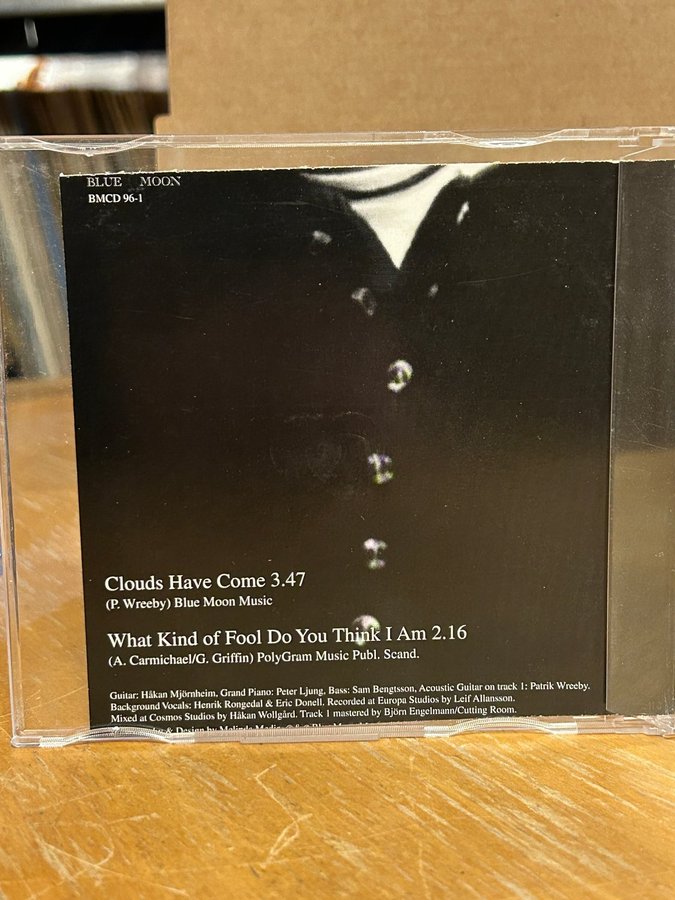 BLUE MOON
BMCD 96-1
Clouds Have Come 3.47
(P. Wreeby) Blue Moon Music
What Kind of Fool Do You Think I Am 2.16
(A. Carmichael/G. Griffin) PolyGram Music Publ. Scand.
Guitar: Håkan Mjörnheim, Grand Piano: Peter Ljung, Bass: Sam Bengtsson, Acoustic Guitar on track 1: Patrik Wreeby.
Background Vocals: Henrik Rongedal & Eric Donell. Recorded at Europa Studios by Leif Allansson.
Mixed at Cosmos Studios by Håkan Wollgård. Track 1 mastered by Björn Engelmann/Cutting Room.
& Design by